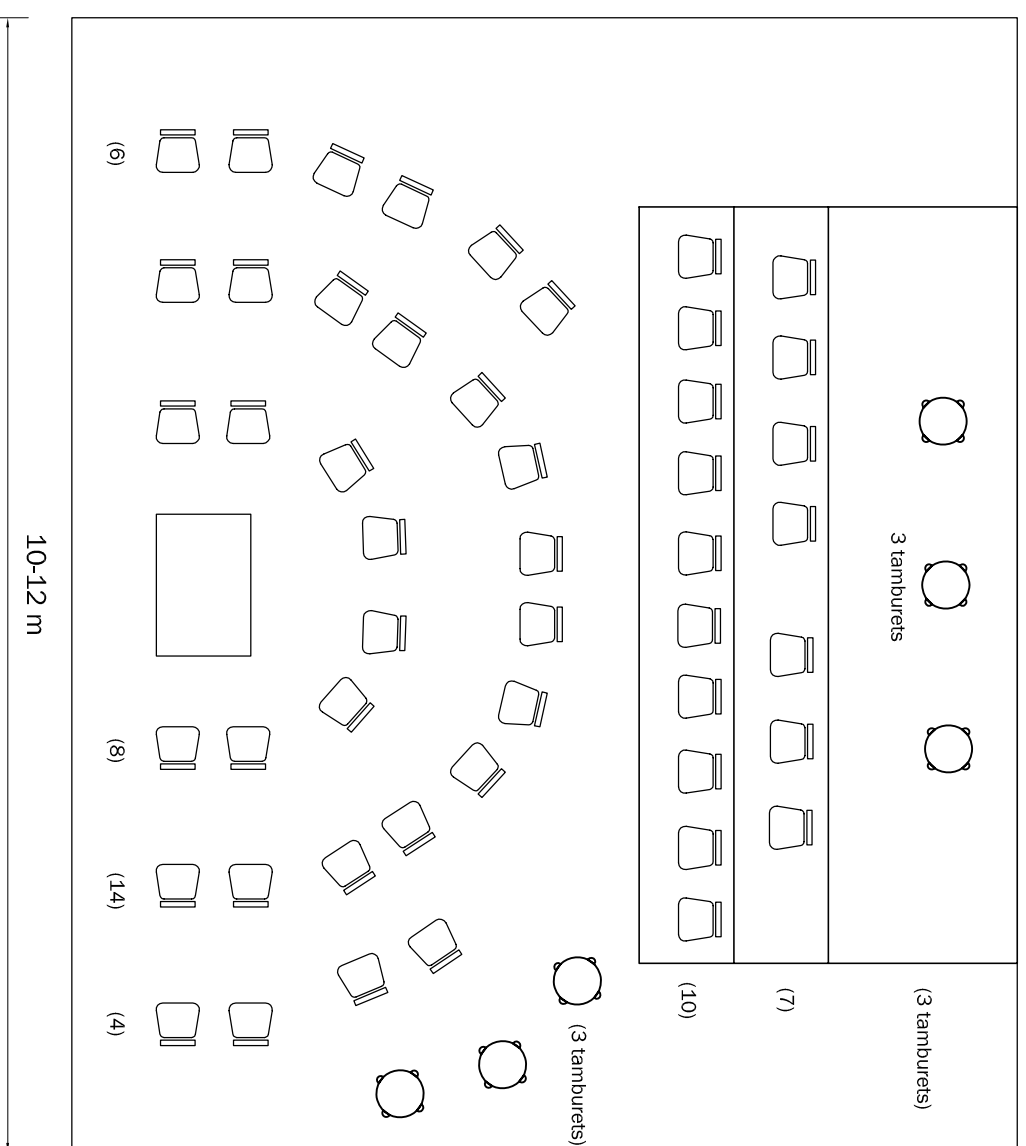 (3 tamburets)
3 tamburets
(7)
(10)
(3 tamburets)
(6)
(8)
(14)
(4)
10-12 m